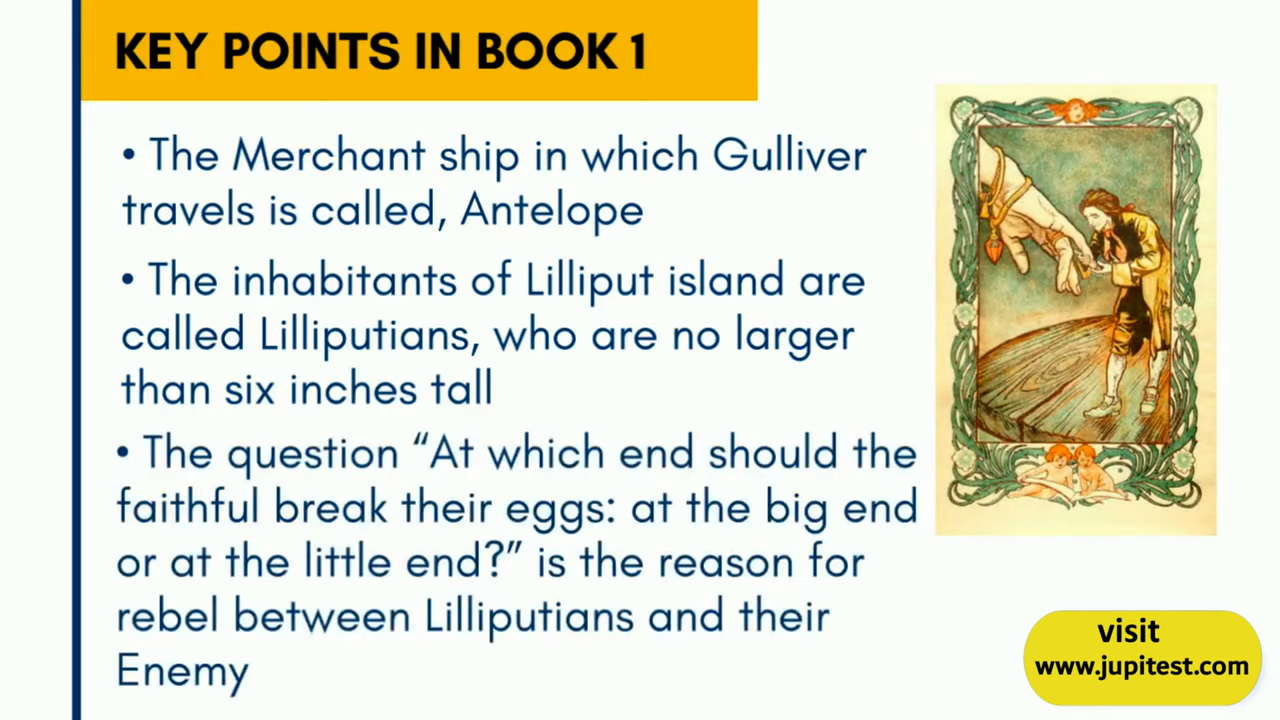 KEY POINTS IN BOOK 1
• The Merchant ship in which Gulliver
travels is called, Antelope
• The inhabitants of Lilliput island are
called Lilliputians, who are no larger
than six inches tall
• The question “At which end should the
faithful break their eggs: at the big end
or at the little end?” is the reason for
rebel between Lilliputians and their
Enemy
visit
www.jupitest.com